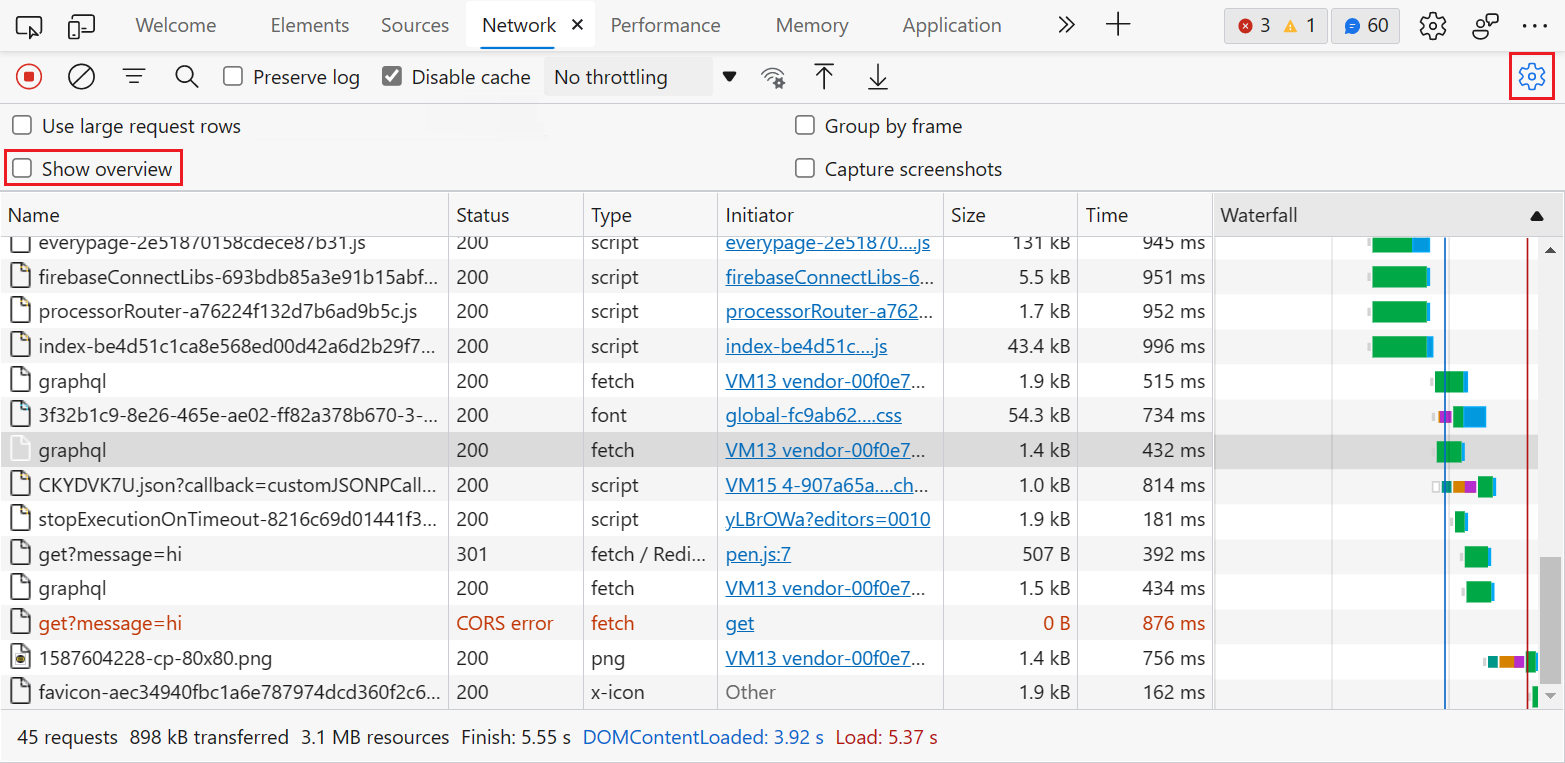 Welcome Elements Sources Network Performance Memory Application 3 1 60
Preserve log Disable cache No throttling
Use large request rows Group by frame
Show overview Capture screenshots
Name Status Type Initiator Size Time Waterfall
everypage-2e51870158cdece87b31.js 200 script everypage-2e51870....js 131 kB 945 ms
firebaseConnectLibs-693bdb85a3e91b15abf... 200 script firebaseConnectLibs-6... 5.5 kB 951 ms
processorRouter-a76224f132d7b6ad9b5c.js 200 script processorRouter-a762... 1.7 kB 952 ms
index-be4d51c1ca8e568ed00d42a6d2b29f7... 200 script index-be4d51c....js 43.4 kB 996 ms
graphql 200 fetch VM13 vendor-00f0e7... 1.9 kB 515 ms
3f32b1c9-8e26-465e-ae02-ff82a378b670-3-... 200 font global-fc9ab62....css 54.3 kB 734 ms
graphql 200 fetch VM13 vendor-00f0e7... 1.4 kB 432 ms
CKYDVK7U.json?callback=customJSONPCall... 200 script VM15 4-907a65a....ch... 1.0 kB 814 ms
stopExecutionOnTimeout-8216c69d01441f3... 200 script yLBrOWa?editors=0010 1.9 kB 181 ms
get?message=hi 301 fetch / Redi... pen.js:7 507 B 392 ms
graphql 200 fetch VM13 vendor-00f0e7... 1.5 kB 434 ms
get?message=hi CORS error fetch get 0 B 876 ms
1587604228-cp-80x80.png 200 png VM13 vendor-00f0e7... 1.4 kB 756 ms
favicon-aec34940fbc1a6e787974dcd360f2c6... 200 x-icon Other 1.9 kB 162 ms
45 requests 898 kB transferred 3.1 MB resources Finish: 5.55 s DOMContentLoaded: 3.92 s Load: 5.37 s